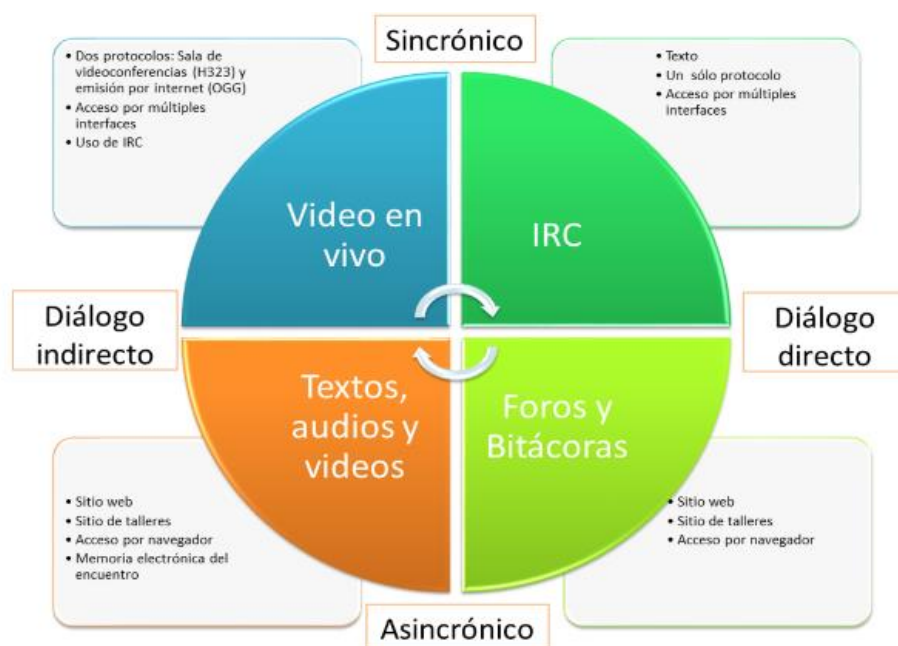 Sincrónico
• Dos protocolos: Sala de
videoconferencias (H323) y
emisión por internet (OGG)
• Acceso por múltiples
interfaces
• Uso de IRC
• Texto
• Un sólo protocolo
• Acceso por múltiples
interfaces
Video en
vivo
IRC
Diálogo
indirecto
Diálogo
directo
Textos,
audios y
videos
Foros y
Bitácoras
• Sitio web
• Sitio de talleres
• Acceso por navegador
• Memoria electrónica del
encuentro
• Sitio web
• Sitio de talleres
• Acceso por navegador
Asincrónico